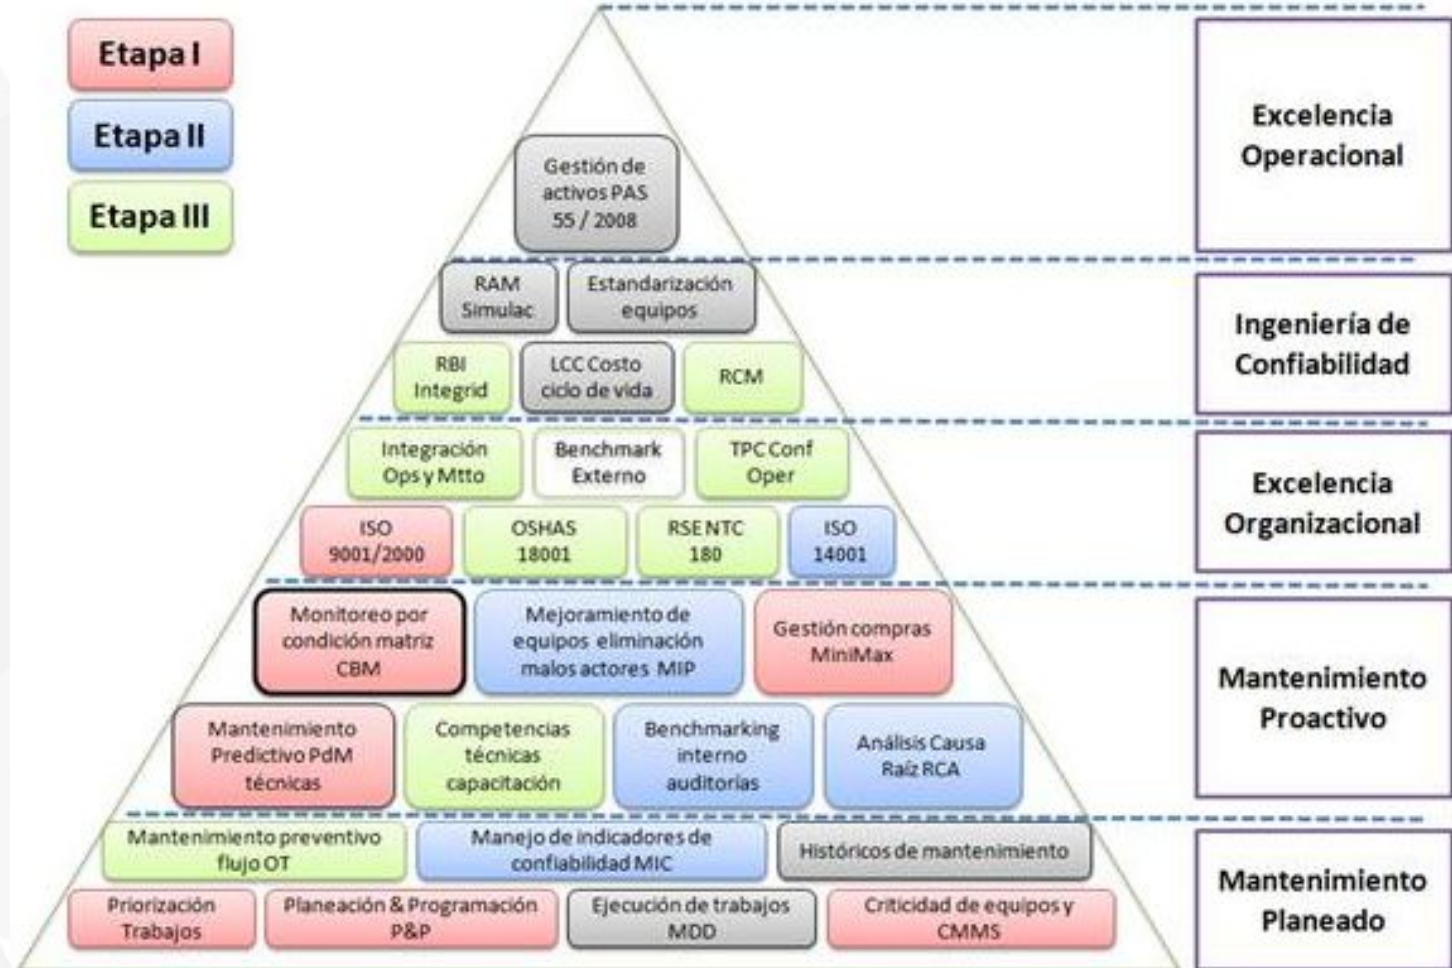 Etapa I
Etapa II
Etapa III
Gestión de
activos PAS
55 / 2008
Excelencia
Operacional
RAM
Simulac
Estandarización
equipos
RBI
Integrid
LCC Costo
ciclo de vida
RCM
Ingeniería de
Confiabilidad
Integración
Ops y Mtto
Benchmark
Externo
TPC Conf
Oper
ISO
9001/2000
OSHAS
18001
RSE NTC
180
ISO
14001
Excelencia
Organizacional
Monitoreo por
condición matriz
CBM
Mejoramiento de
equipos eliminación
malos actores MIP
Gestión compras
MiniMax
Mantenimiento
Predictivo PdM
técnicas
Competencias
técnicas
capacitación
Benchmarking
interno
auditorías
Análisis Causa
Raíz RCA
Mantenimiento
Proactivo
Mantenimiento preventivo
flujo OT
Manejo de indicadores de
confiabilidad MIC
Históricos de mantenimiento
Priorización
Trabajos
Planeación & Programación
P&P
Ejecución de trabajos
MDD
Criticidad de equipos y
CMMS
Mantenimiento
Planeado